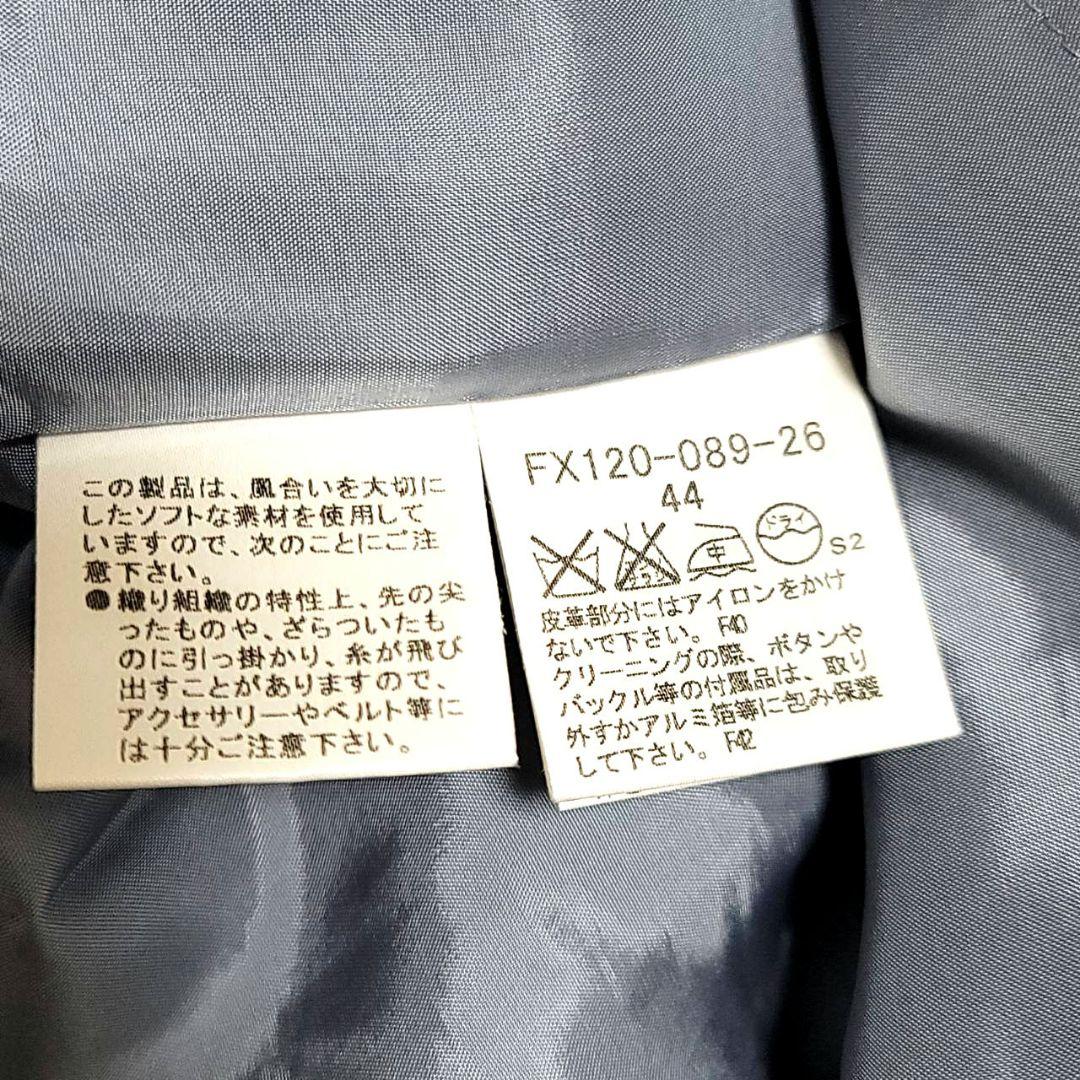 この製品は、風合いを大切に
したソフトな素材を使用して
いますので、次のことにご注
意下さい。
●織り組織の特性上、先の尖
ったものや、ざらついたも
のに引っ掛かり、糸が飛び
出すことがありますので、
アクセサリーやベルト等に
は十分ご注意下さい。
FX120-089-26
44
中
ドライ
S2
皮革部分にはアイロンをかけ
ないで下さい。 F40
クリーニングの際、ボタンや
バックル等の付属品は、取り
外すかアルミ箔等に包み保護
して下さい。 F42